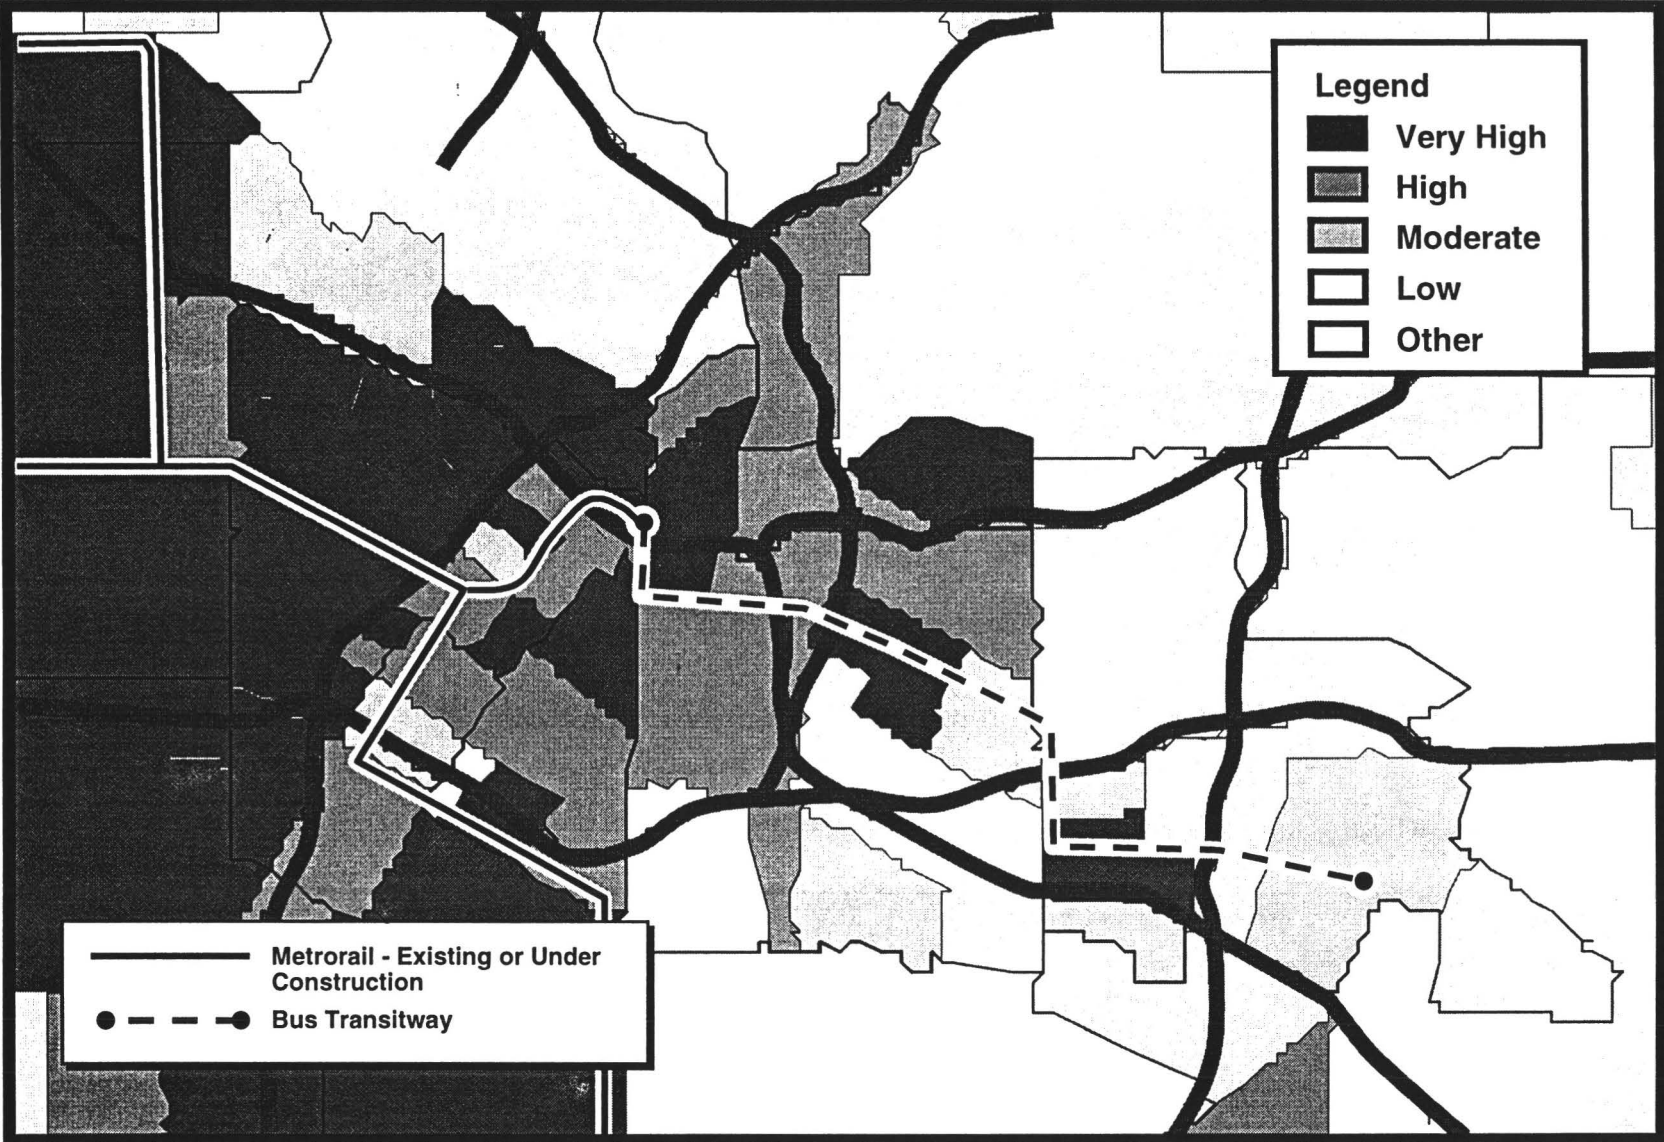 Legend
Very High
High
Moderate
Low
Other
Metrorail - Existing or Under
Construction
Bus Transitway